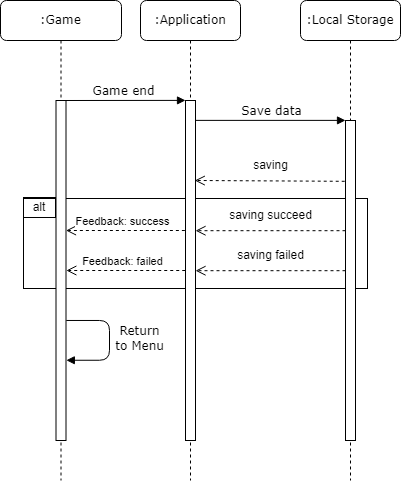 :Game
:Application
:Local Storage
Game end
Save data
saving
alt
Feedback: success
saving succeed
Feedback: failed
saving failed
Return
to Menu